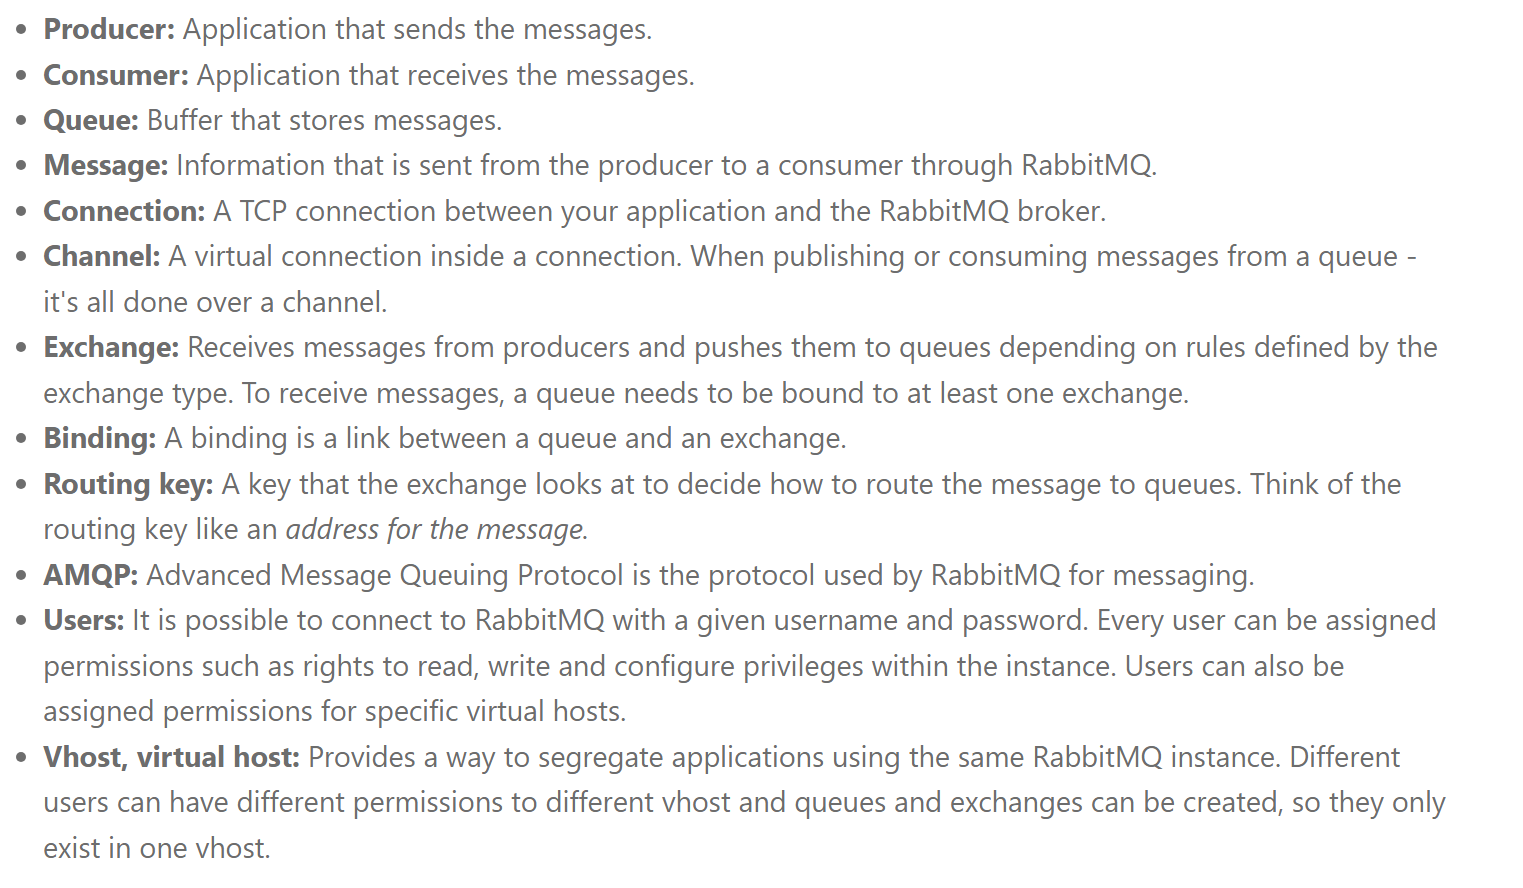 • Producer: Application that sends the messages.
• Consumer: Application that receives the messages.
• Queue: Buffer that stores messages.
• Message: Information that is sent from the producer to a consumer through RabbitMQ.
• Connection: A TCP connection between your application and the RabbitMQ broker.
• Channel: A virtual connection inside a connection. When publishing or consuming messages from a queue -
it's all done over a channel.
• Exchange: Receives messages from producers and pushes them to queues depending on rules defined by the
exchange type. To receive messages, a queue needs to be bound to at least one exchange.
• Binding: A binding is a link between a queue and an exchange.
• Routing key: A key that the exchange looks at to decide how to route the message to queues. Think of the
routing key like an address for the message.
• AMQP: Advanced Message Queuing Protocol is the protocol used by RabbitMQ for messaging.
• Users: It is possible to connect to RabbitMQ with a given username and password. Every user can be assigned
permissions such as rights to read, write and configure privileges within the instance. Users can also be
assigned permissions for specific virtual hosts.
• Vhost, virtual host: Provides a way to segregate applications using the same RabbitMQ instance. Different
users can have different permissions to different vhost and queues and exchanges can be created, so they only
exist in one vhost.